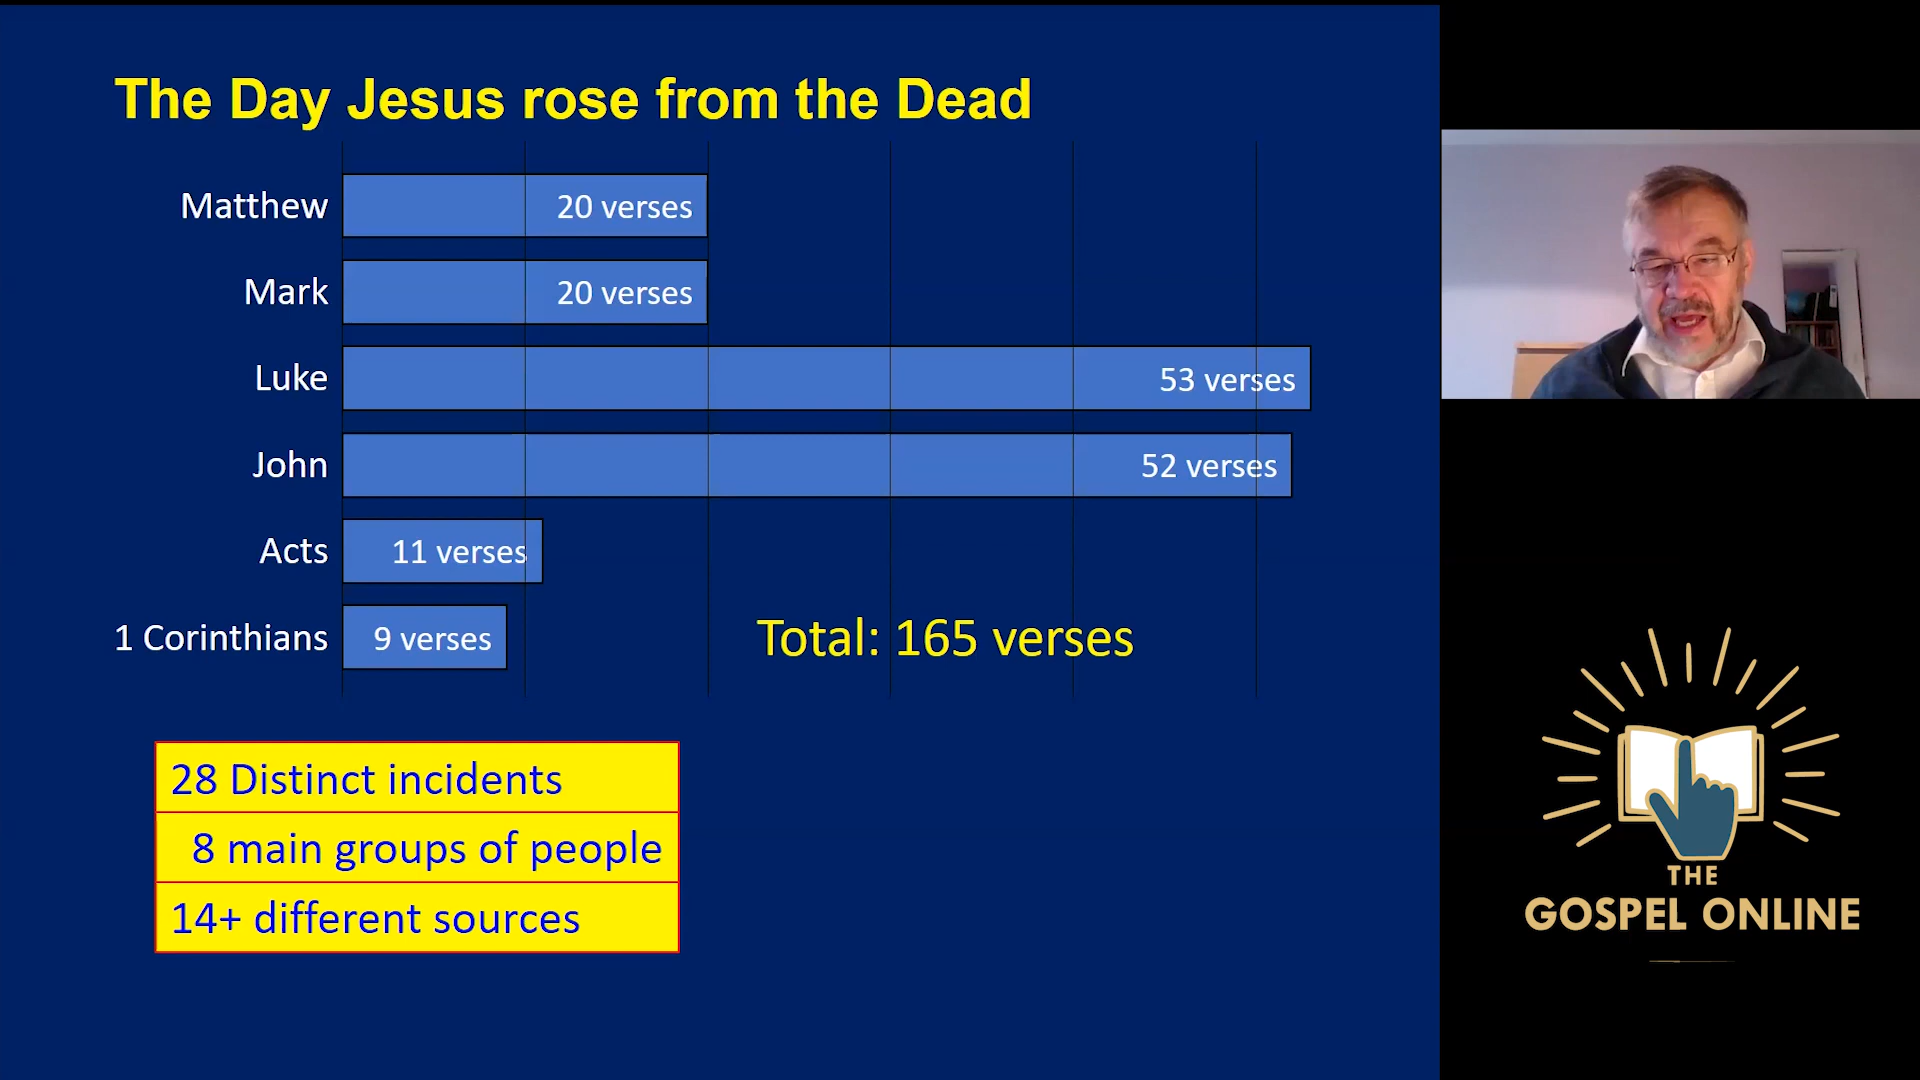 The Day Jesus rose from the Dead
Matthew
20 verses
Mark
20 verses
Luke
53 verses
John
52 verses
Acts
11 verses
1 Corinthians
9 verses
Total: 165 verses
28 Distinct incidents
8 main groups of people
14+ different sources
THE
GOSPEL ONLINE